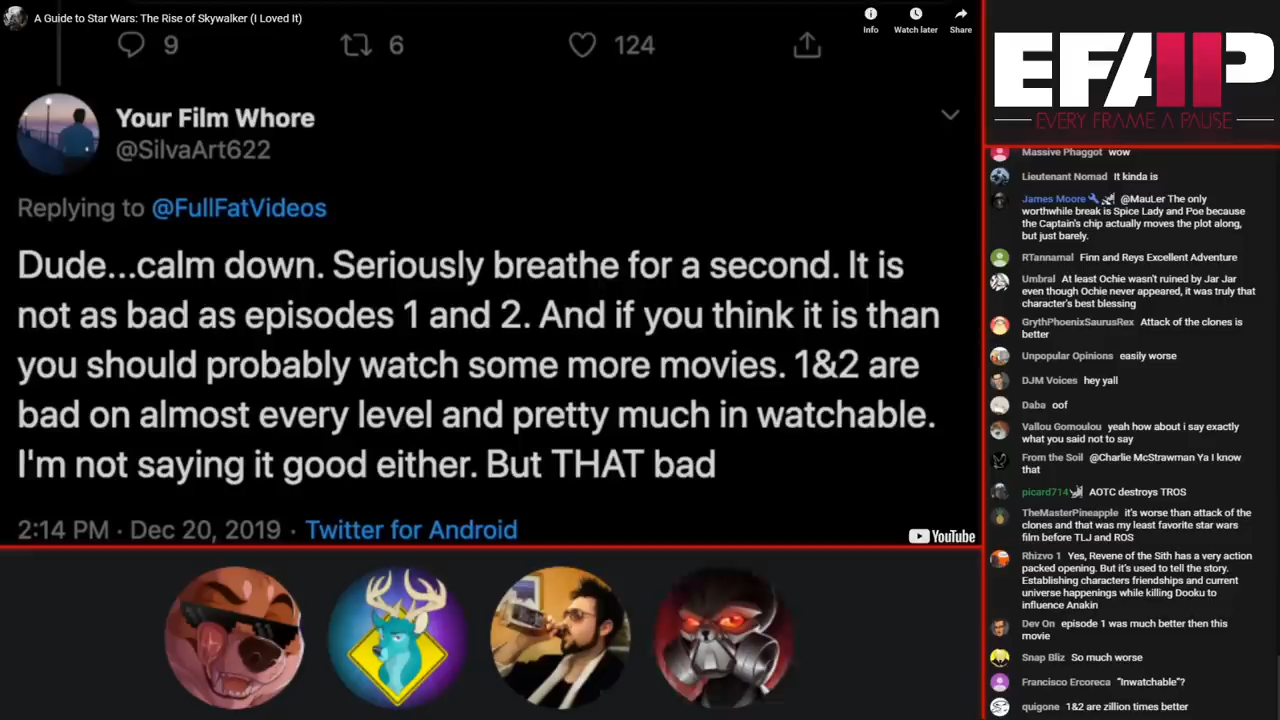 A Guide to Star Wars: The Rise of Skywalker (I Loved It)
Info
Watch later
Share
9
6
124
Your Film Whore
@SilvaArt622
Replying to @FullFatVideos
Dude...calm down. Seriously breathe for a second. It is
not as bad as episodes 1 and 2. And if you think it is than
you should probably watch some more movies. 1&2 are
bad on almost every level and pretty much in watchable.
I'm not saying it good either. But THAT bad
2:14 PM · Dec 20, 2019 · Twitter for Android
YouTube
EFAP
EVERY FRAME A PAUSE
Massive Phaggot wow
Lieutenant Nomad It kinda is
James Moore @MauLer The only
worthwhile break is Spice Lady and Poe because
the Captain's chip actually moves the plot along,
but just barely.
RTannamal Finn and Reys Excellent Adventure
Umbral At least Ochie wasn't ruined by Jar Jar
even though Ochie never appeared, it was truly that
character's best blessing
GrythPhoenixSaurusRex Attack of the clones is
better
Unpopular Opinions easily worse
DJM Voices hey yall
Daba oof
Vallou Gomoulou yeah how about i say exactly
what you said not to say
From the Soil @Charlie McStrawman Ya I know
that
picard714 AOTC destroys TROS
TheMasterPineapple it's worse than attack of the
clones and that was my least favorite star wars
film before TLJ and ROS
Rhizvo 1 Yes, Revene of the Sith has a very action
packed opening. But it's used to tell the story.
Establishing characters friendships and current
universe happenings while killing Dooku to
influence Anakin
Dev On episode 1 was much better then this
movie
Snap Bliz So much worse
Francisco Ercoreca "Inwatchable"?
quigone 1&2 are zillion times better